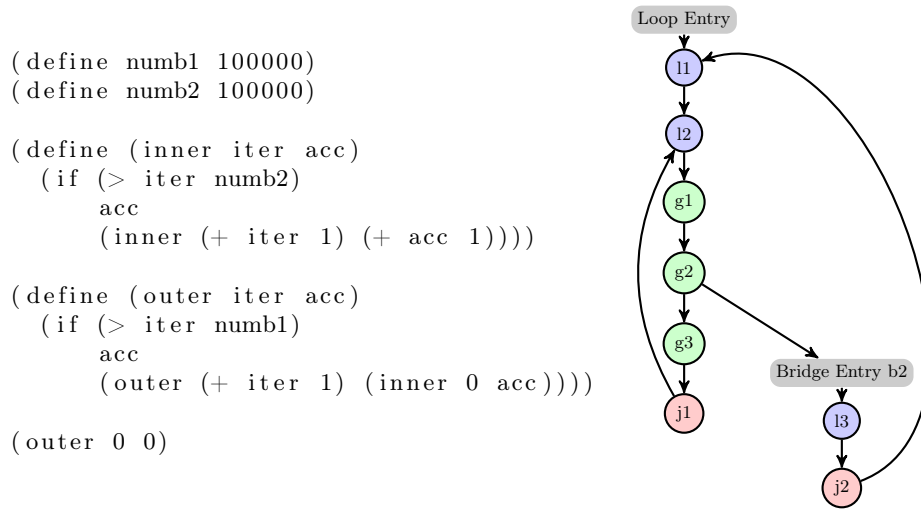 (define numb1 100000)
(define numb2 100000)
(define (inner iter acc)
(if (> iter numb2)
acc
(inner (+ iter 1) (+ acc 1))))
(define (outer iter acc)
(if (> iter numb1)
acc
(outer (+ iter 1) (inner 0 acc))))
(outer 0 0)
Loop Entry
l1
l2
g1
g2
g3
j1
Bridge Entry b2
l3
j2